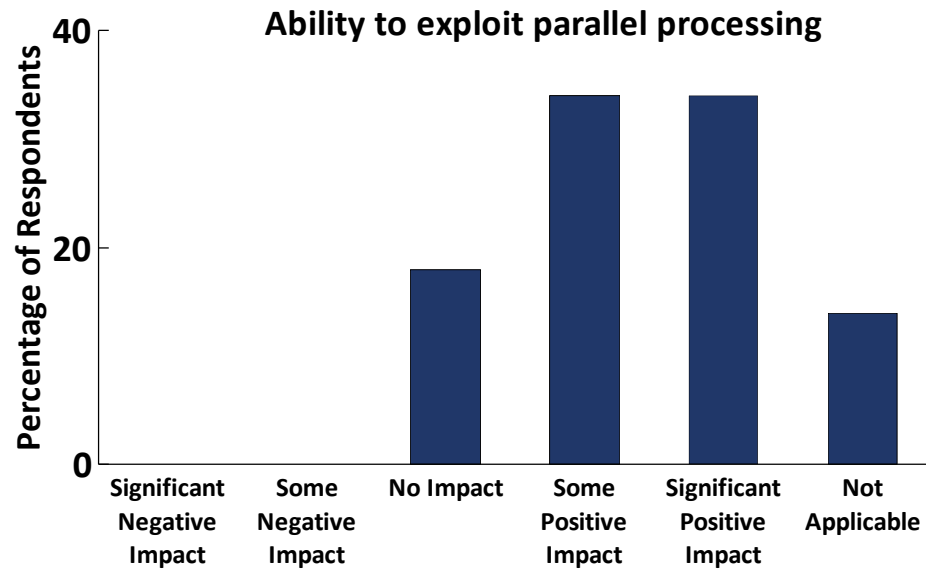 Ability to exploit parallel processing
Percentage of Respondents
40
20
0
Significant
Negative
Impact
Some
Negative
Impact
No Impact
Some
Positive
Impact
Significant
Positive
Impact
Not
Applicable